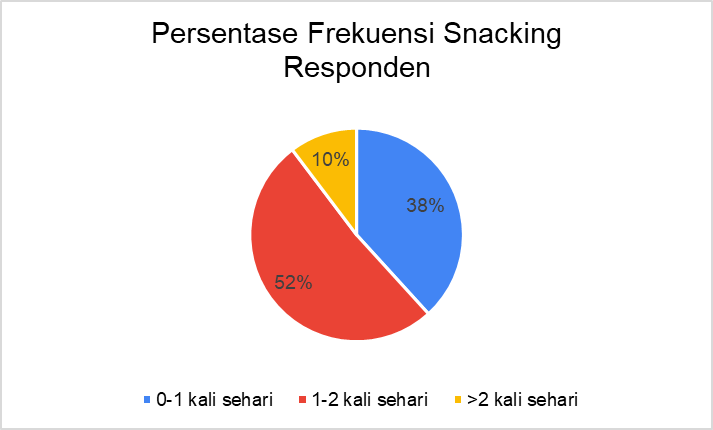 Persentase Frekuensi Snacking
Responden
10%
38%
52%
0-1 kali sehari
1-2 kali sehari
>2 kali sehari